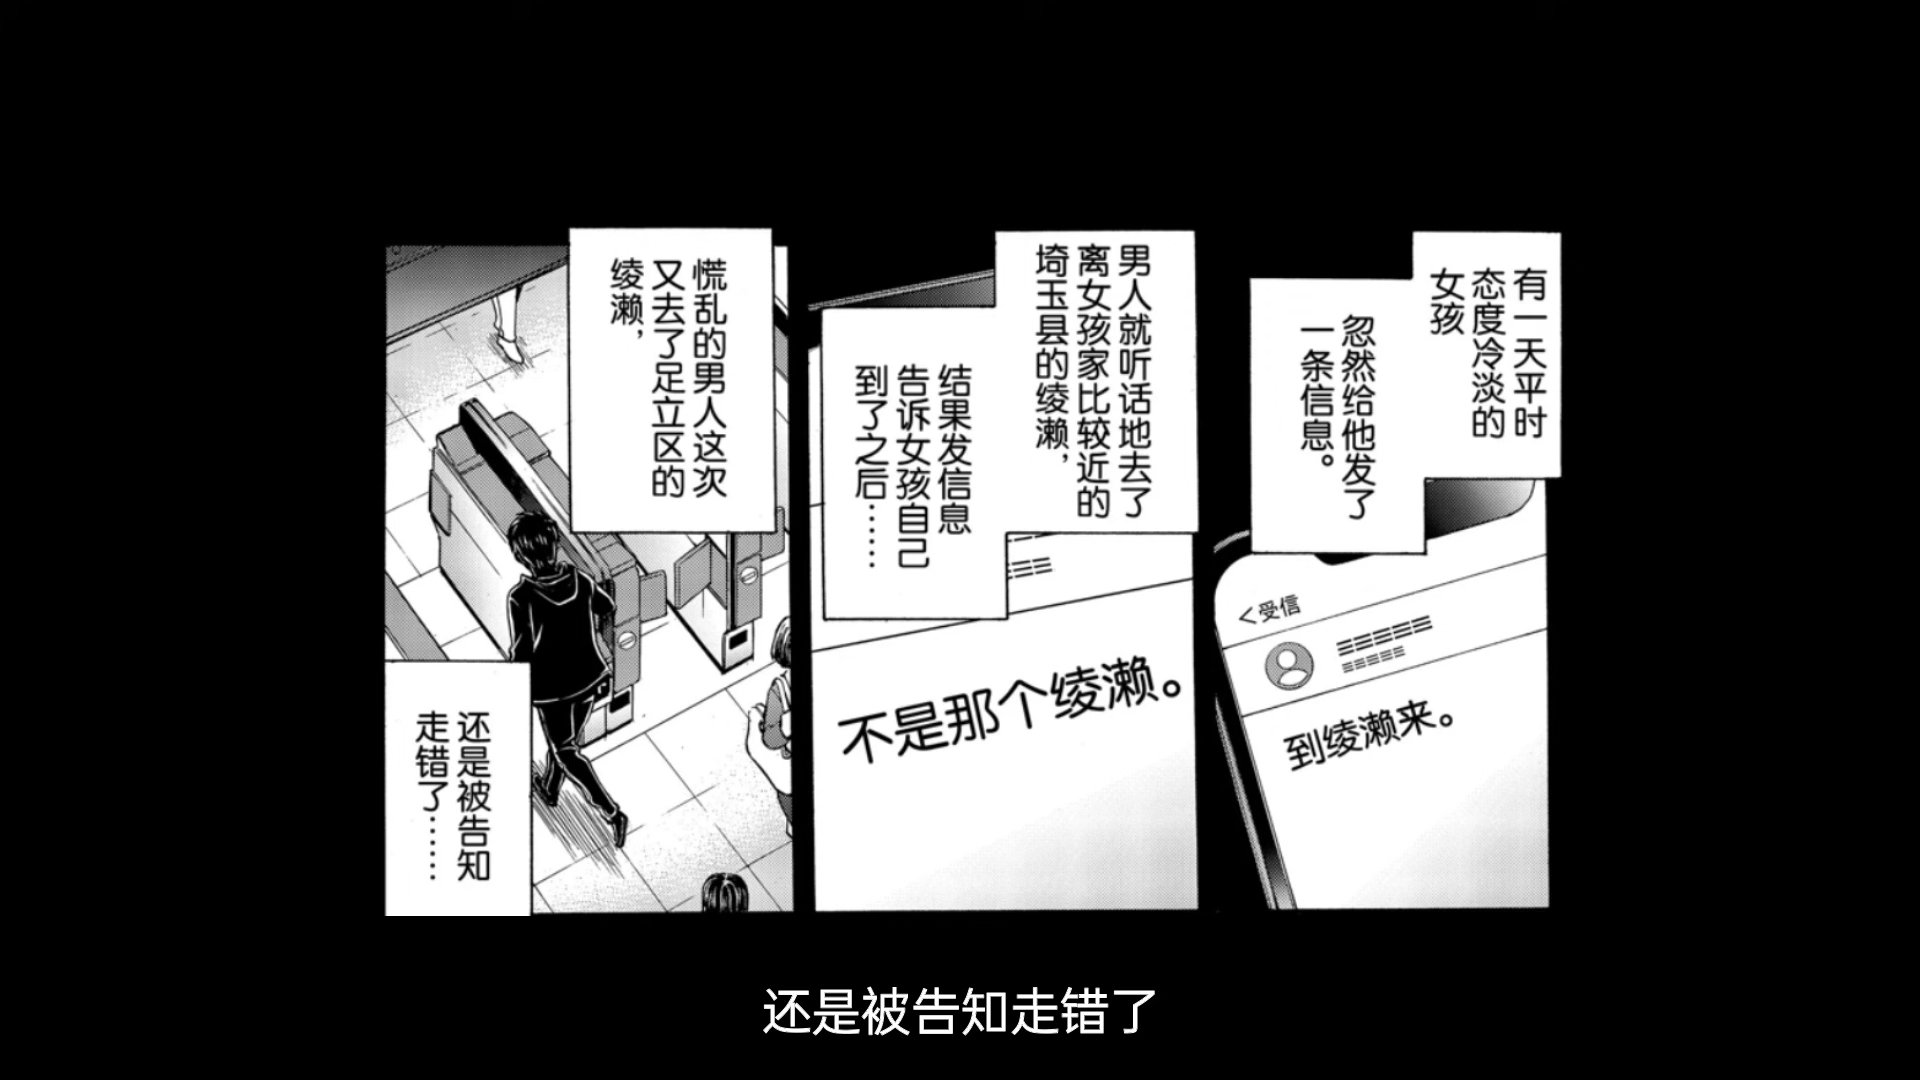 有一天平时
态度冷淡的
女孩
忽然给他发了
一条信息。
<受信
到绫濑来。
男人就听话地去了
离女孩家比较近的
埼玉县的绫濑，
结果发信息
告诉女孩自己
到了之后……
不是那个绫濑。
慌乱的男人这次
又去了足立区的
绫濑，
还是被告知
走错了……
还是被告知走错了